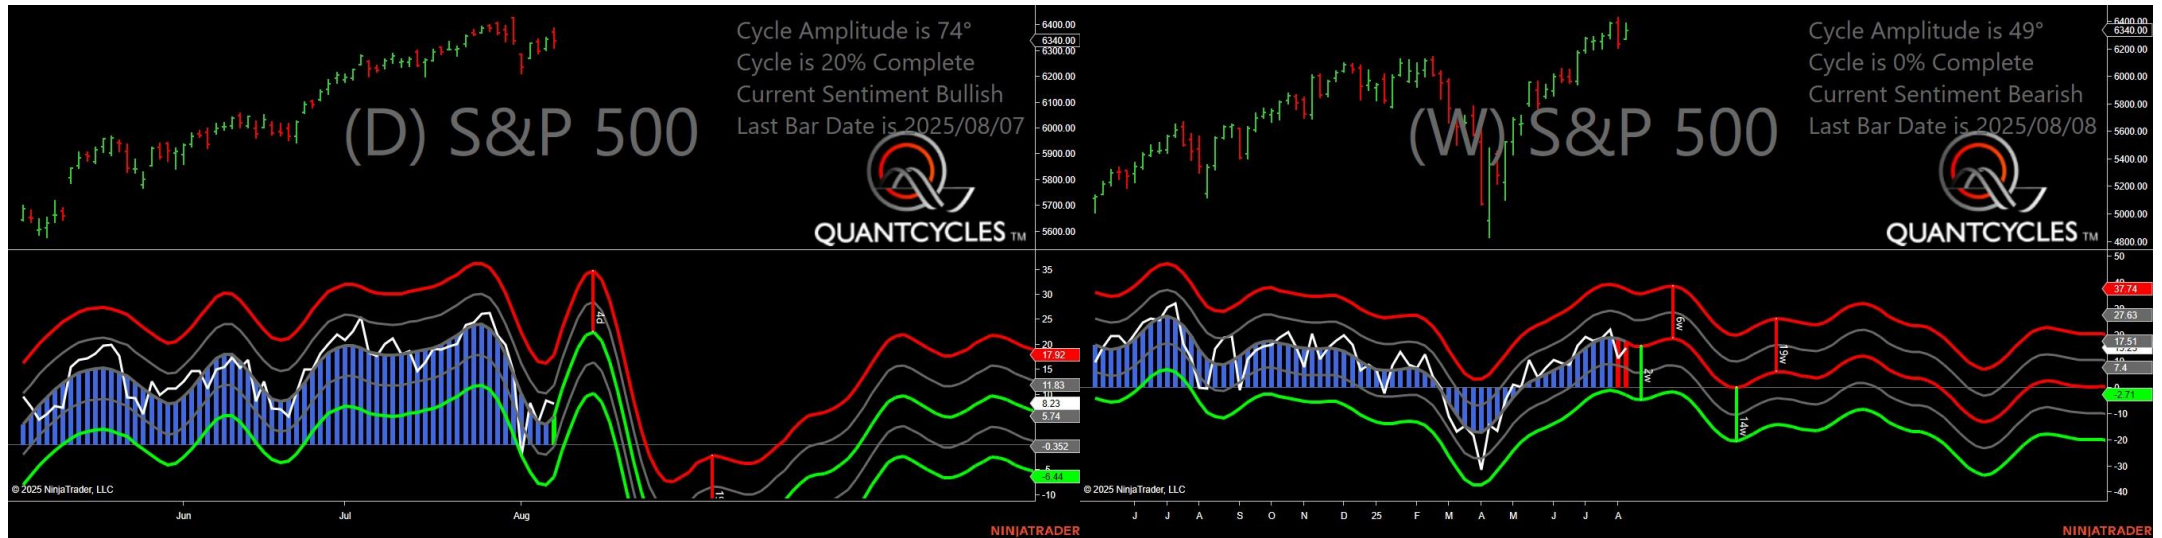 Cycle Amplitude is 74°
Cycle is 20% Complete
Current Sentiment Bullish
Last Bar Date is 2025/08/07
(D) S&P 500
QUANTCYCLES TM
6400.00
6340.00
6300.00
6200.00
6100.00
6000.00
5900.00
5800.00
5700.00
5600.00
35
30
25
20
17.92
15
11.83
10
8.23
5.74
-0.352
-5
-6.44
-10
4d
© 2025 NinjaTrader, LLC
Jun Jul Aug
NINJATRADER
Cycle Amplitude is 49°
Cycle is 0% Complete
Current Sentiment Bearish
Last Bar Date is 2025/08/08
(W) S&P 500
QUANTCYCLES TM
6400.00
6340.00
6200.00
6000.00
5800.00
5600.00
5400.00
5200.00
5000.00
4800.00
50
40
37.74
27.63
20
17.51
7.4
0
-2.71
-10
-20
-30
-40
2w
6w
14w
19w
© 2025 NinjaTrader, LLC
J J A S O N D 25 F M A M J J A
NINJATRADER